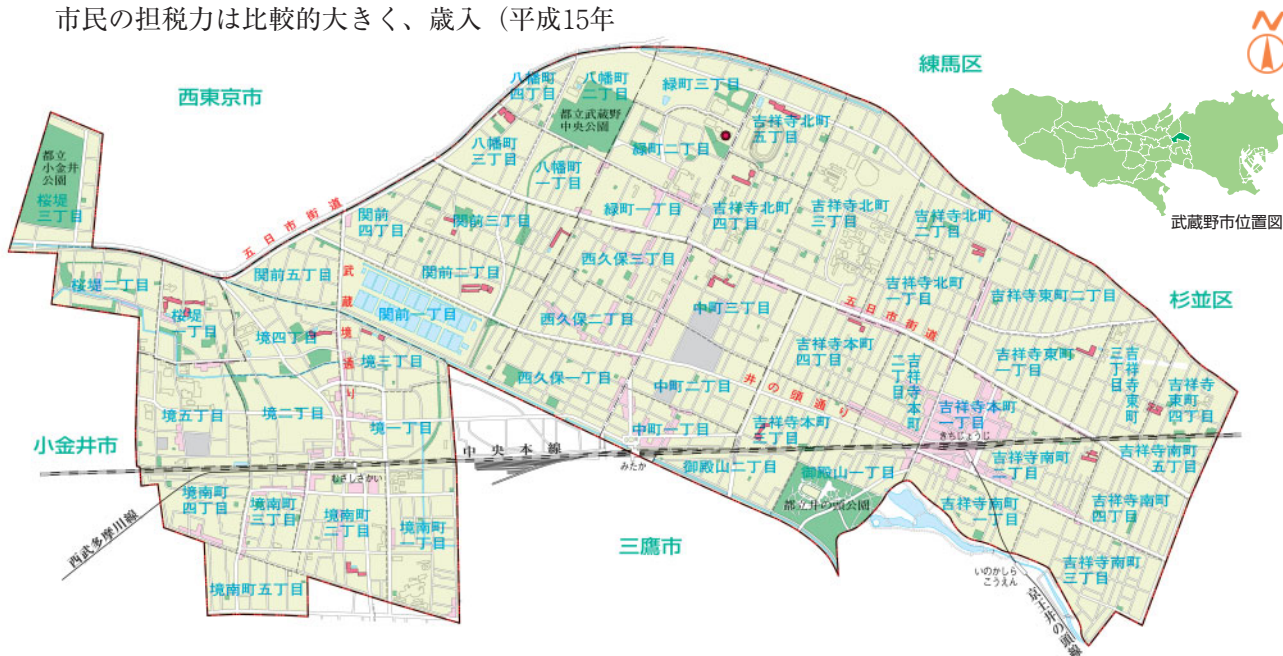 市民の担税力は比較的大きく、歳入（平成15年
N
練馬区
西東京市
八幡町
四丁目
八幡町
二丁目
緑町三丁目
都立武蔵野
中央公園
吉祥寺北町
五丁目
八幡町
三丁目
緑町二丁目
都立
小金井
公園
八幡町
一丁目
桜堤
三丁目
五日市街道
関前
四丁目
関前三丁目
緑町一丁目
吉祥寺北町
四丁目
吉祥寺北町
三丁目
吉祥寺北町
二丁目
武蔵野市位置図
西久保三丁目
関前五丁目
武蔵境通り
関前二丁目
桜堤二丁目
吉祥寺北町
一丁目
吉祥寺東町二丁目
杉並区
中町三丁目
五日市街道
桜堤
一丁目
関前一丁目
西久保二丁目
境四丁目
吉祥寺本町
四丁目
吉祥寺本町
二丁目
吉祥寺東町
一丁目
吉祥寺東町
三丁目
境三丁目
西久保一丁目
中町二丁目
井の頭通り
吉祥寺
東町
四丁目
境五丁目
境二丁目
境一丁目
中町一丁目
吉祥寺本町
三丁目
吉祥寺本町
一丁目
きちじょうじ
小金井市
中央本線
みたか
御殿山二丁目
御殿山一丁目
吉祥寺南町
二丁目
吉祥寺南町
五丁目
むさしさかい
境南町
四丁目
境南町
三丁目
境南町
二丁目
境南町
一丁目
都立井の頭公園
吉祥寺南町
一丁目
吉祥寺南町
四丁目
西武多摩川線
三鷹市
いのかしら
こうえん
吉祥寺南町
三丁目
境南町五丁目
京王井の頭線